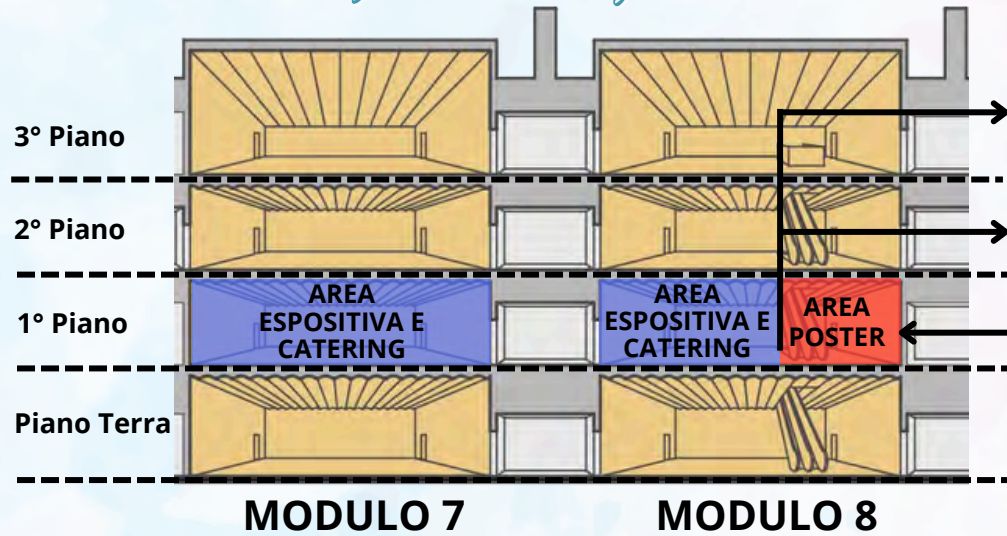 3° Piano
2° Piano
1° Piano
AREA
ESPOSITIVA E
CATERING
AREA
ESPOSITIVA E
CATERING
AREA
POSTER
Piano Terra
MODULO 7
MODULO 8